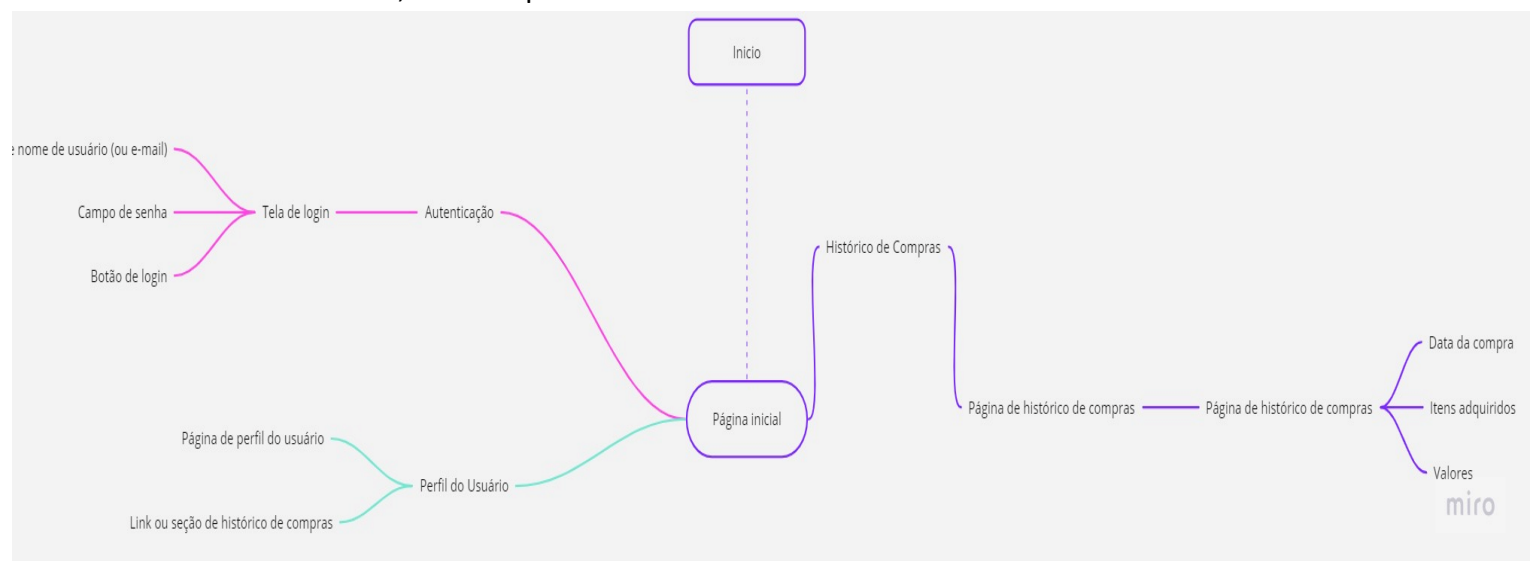 Inicio
nome de usuário (ou e-mail)
Campo de senha
Botão de login
Tela de login
Autenticação
Página de perfil do usuário
Link ou seção de histórico de compras
Perfil do Usuário
Página inicial
Histórico de Compras
Página de histórico de compras
Página de histórico de compras
Data da compra
Itens adquiridos
Valores
miro